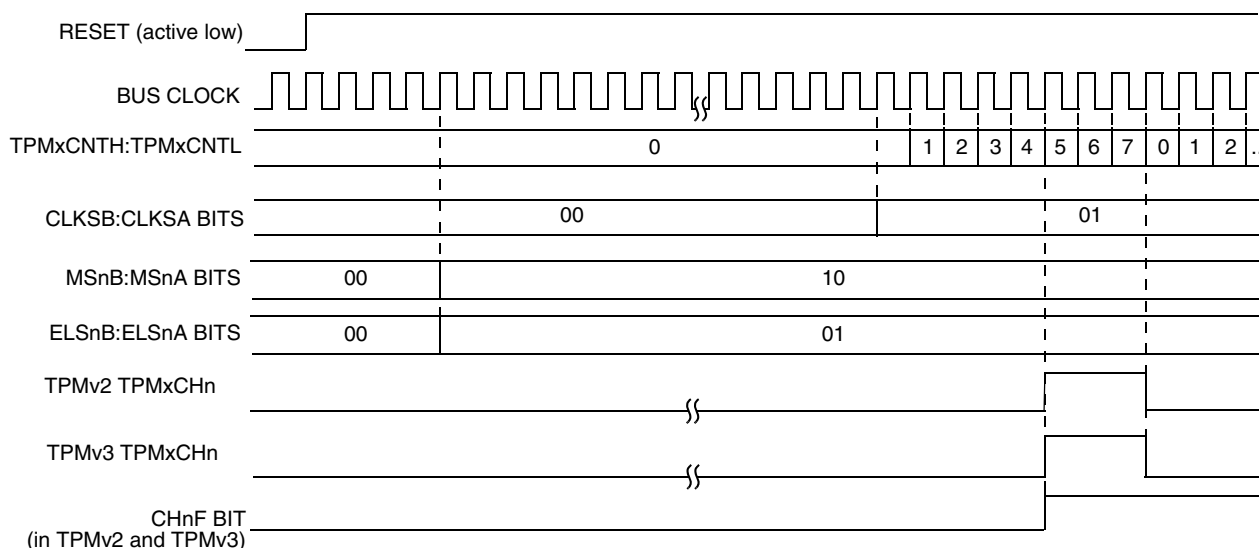 RESET (active low)
BUS CLOCK
TPMxCNTH:TPMxCNTL 0 1 2 3 4 5 6 7 0 1 2 ..
CLKSB:CLKSA BITS 00 01
MSnB:MSnA BITS 00 10
ELSnB:ELSnA BITS 00 01
TPMv2 TPMxCHn
TPMv3 TPMxCHn
CHnF BIT
(in TPMv2 and TPMv3)